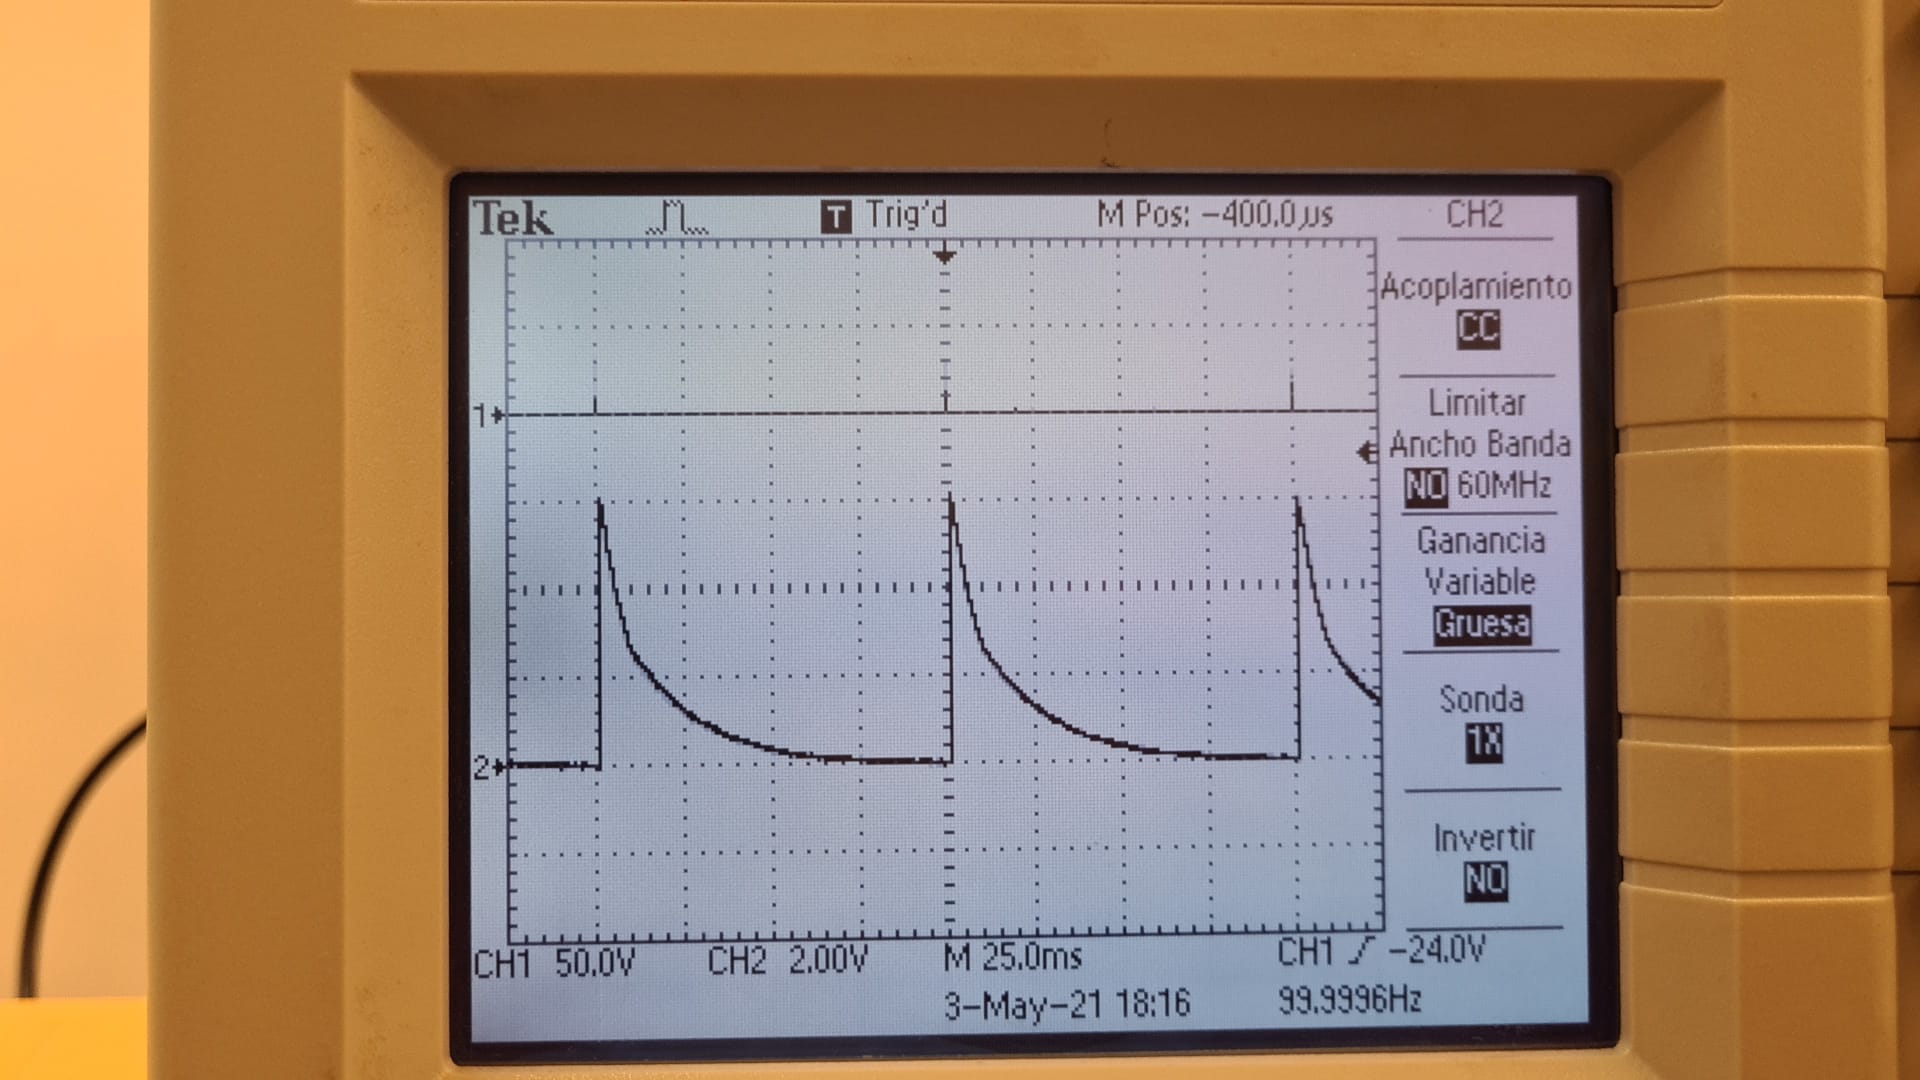 Tek T Trig'd M Pos: -400.0µs CH2
Acoplamiento
CC
Limitar
Ancho Banda
NO 60MHz
Ganancia
Variable
Gruesa
Sonda
1X
Invertir
NO
1
2
CH1 50.0V CH2 2.00V M 25.0ms CH1 -24.0V
3-May-21 18:16 99.9996Hz